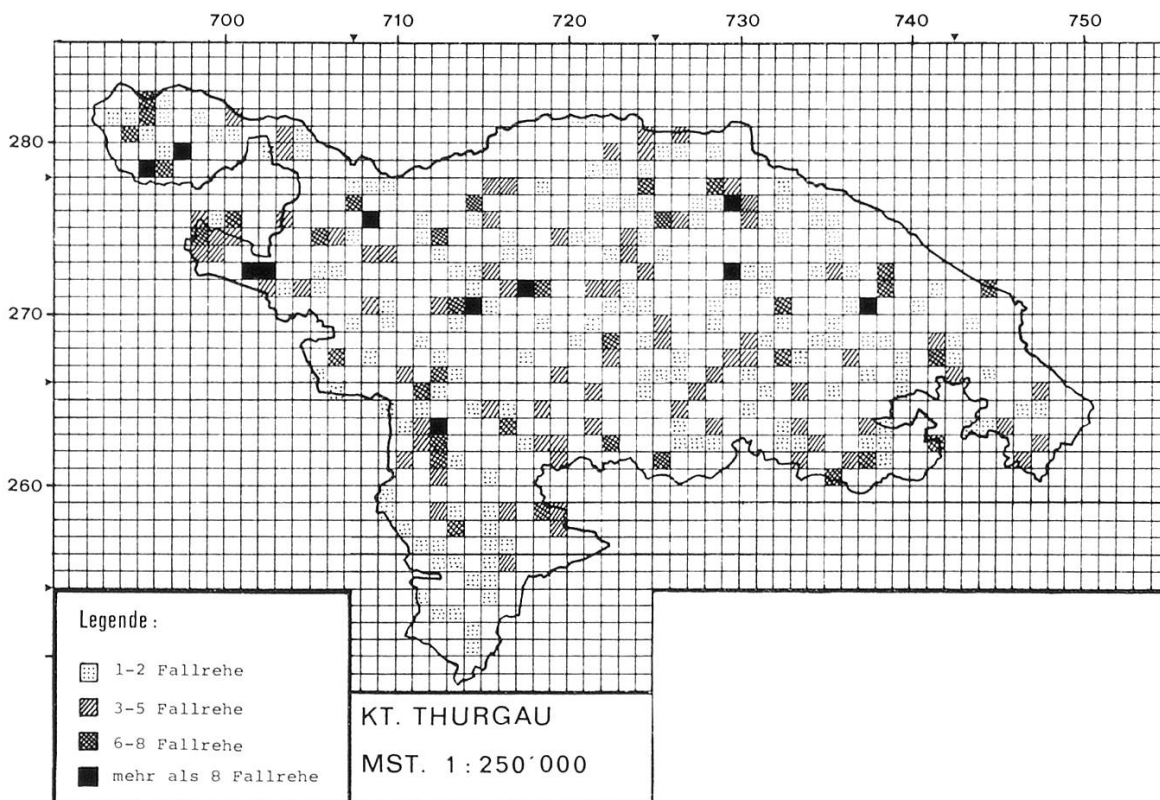 700 710 720 730 740 750
280
270
260
Legende :
1-2 Fallrehe
3-5 Fallrehe
6-8 Fallrehe
mehr als 8 Fallrehe
KT. THURGAU
MST. 1 : 250'000